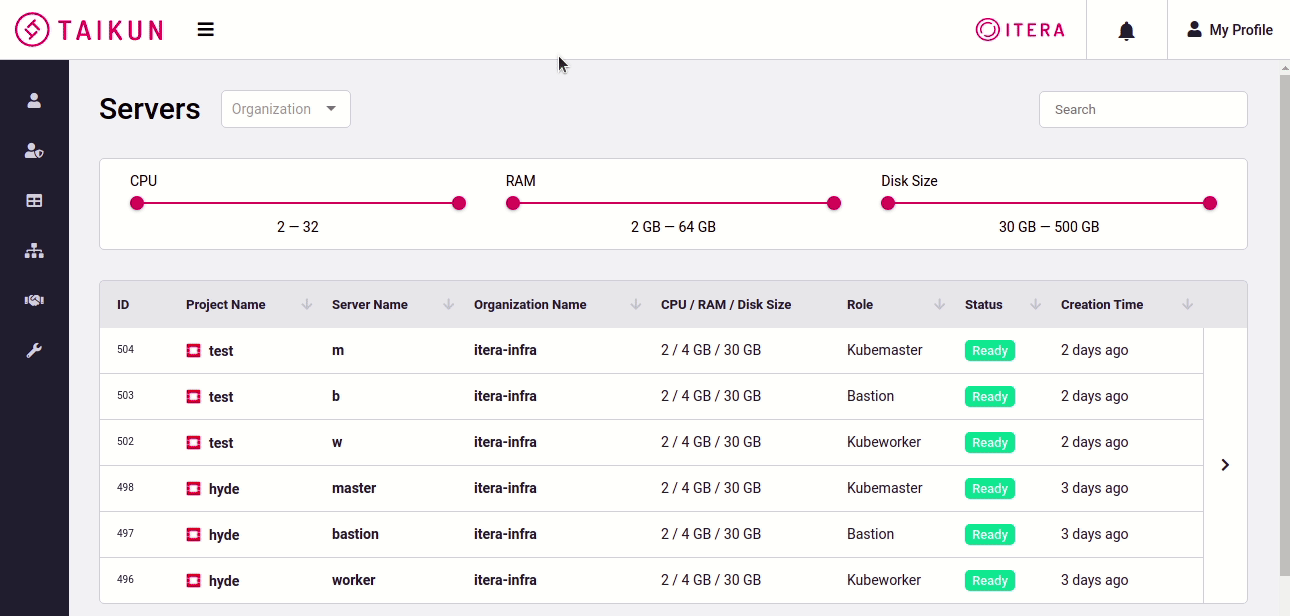 TAIKUN
ITERA
My Profile
Servers
Organization
Search
CPU RAM Disk Size
2 — 32 2 GB — 64 GB 30 GB — 500 GB
ID Project Name Server Name Organization Name CPU / RAM / Disk Size Role Status Creation Time
504 test m itera-infra 2 / 4 GB / 30 GB Kubemaster Ready 2 days ago
503 test b itera-infra 2 / 4 GB / 30 GB Bastion Ready 2 days ago
502 test w itera-infra 2 / 4 GB / 30 GB Kubeworker Ready 2 days ago
498 hyde master itera-infra 2 / 4 GB / 30 GB Kubemaster Ready 3 days ago
497 hyde bastion itera-infra 2 / 4 GB / 30 GB Bastion Ready 3 days ago
496 hyde worker itera-infra 2 / 4 GB / 30 GB Kubeworker Ready 3 days ago